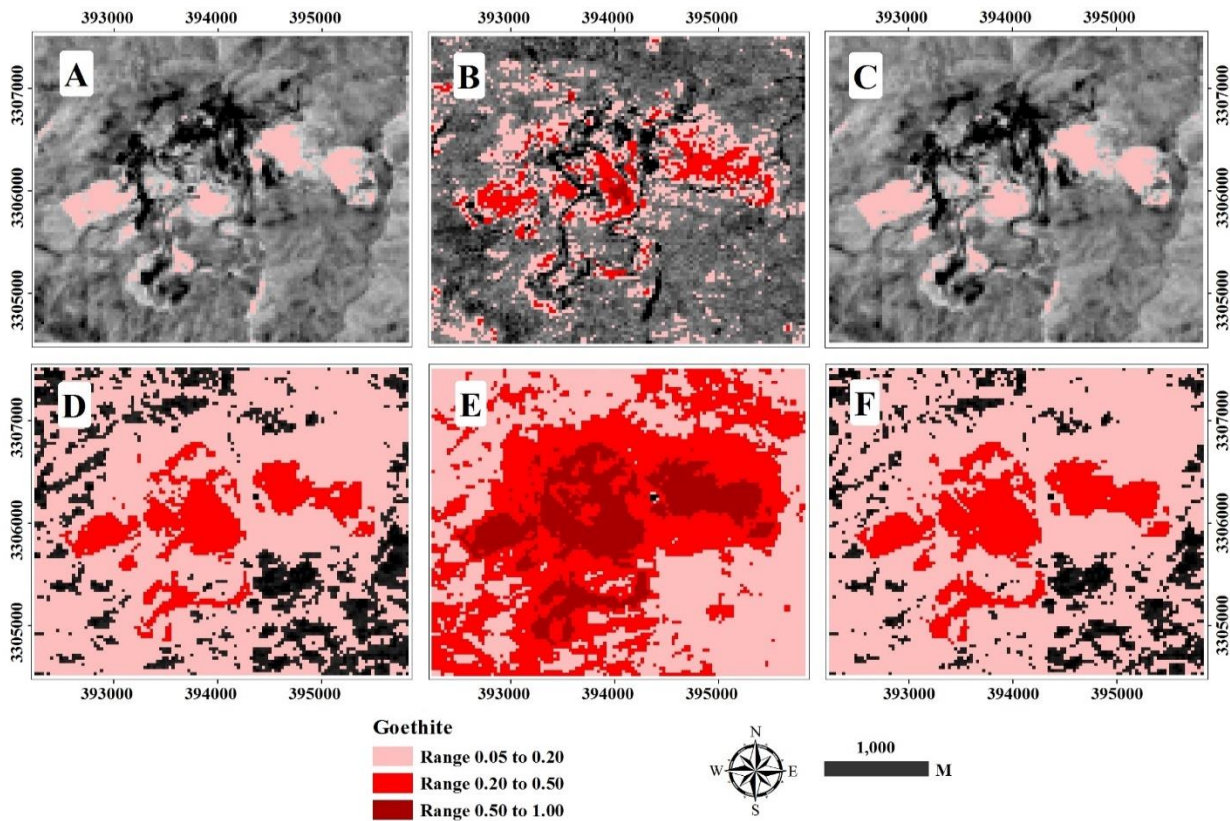 393000 394000 395000 393000 394000 395000 393000 394000 395000
A B C
3307000 3307000
3306000 3306000
3305000 3305000
D E F
3307000 3307000
3306000 3306000
3305000 3305000
393000 394000 395000 393000 394000 395000 393000 394000 395000
Goethite
Range 0.05 to 0.20
Range 0.20 to 0.50
Range 0.50 to 1.00
N
W E
S
1,000
M